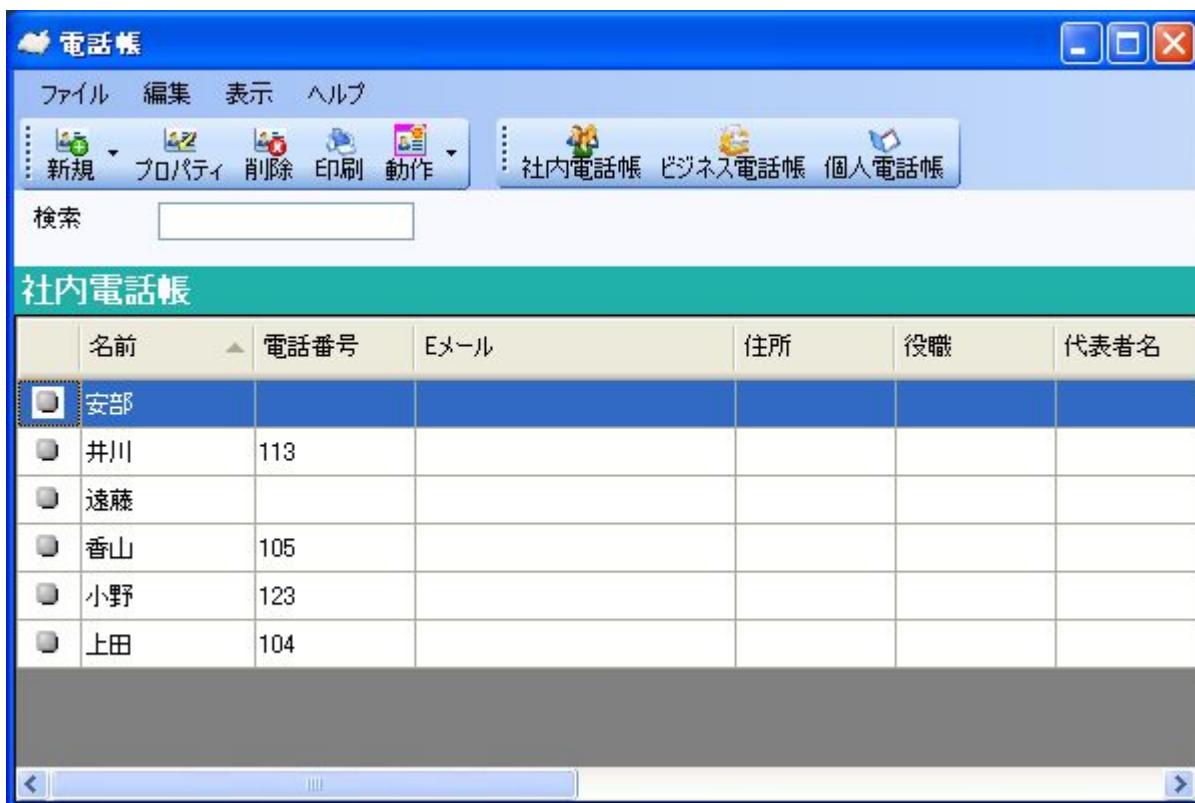 電話帳
ファイル 編集 表示 ヘルプ
新規 プロパティ 削除 印刷 動作 社内電話帳 ビジネス電話帳 個人電話帳
検索
社内電話帳
名前 電話番号 Eメール 住所 役職 代表者名
安部
井川 113
遠藤
香山 105
小野 123
上田 104